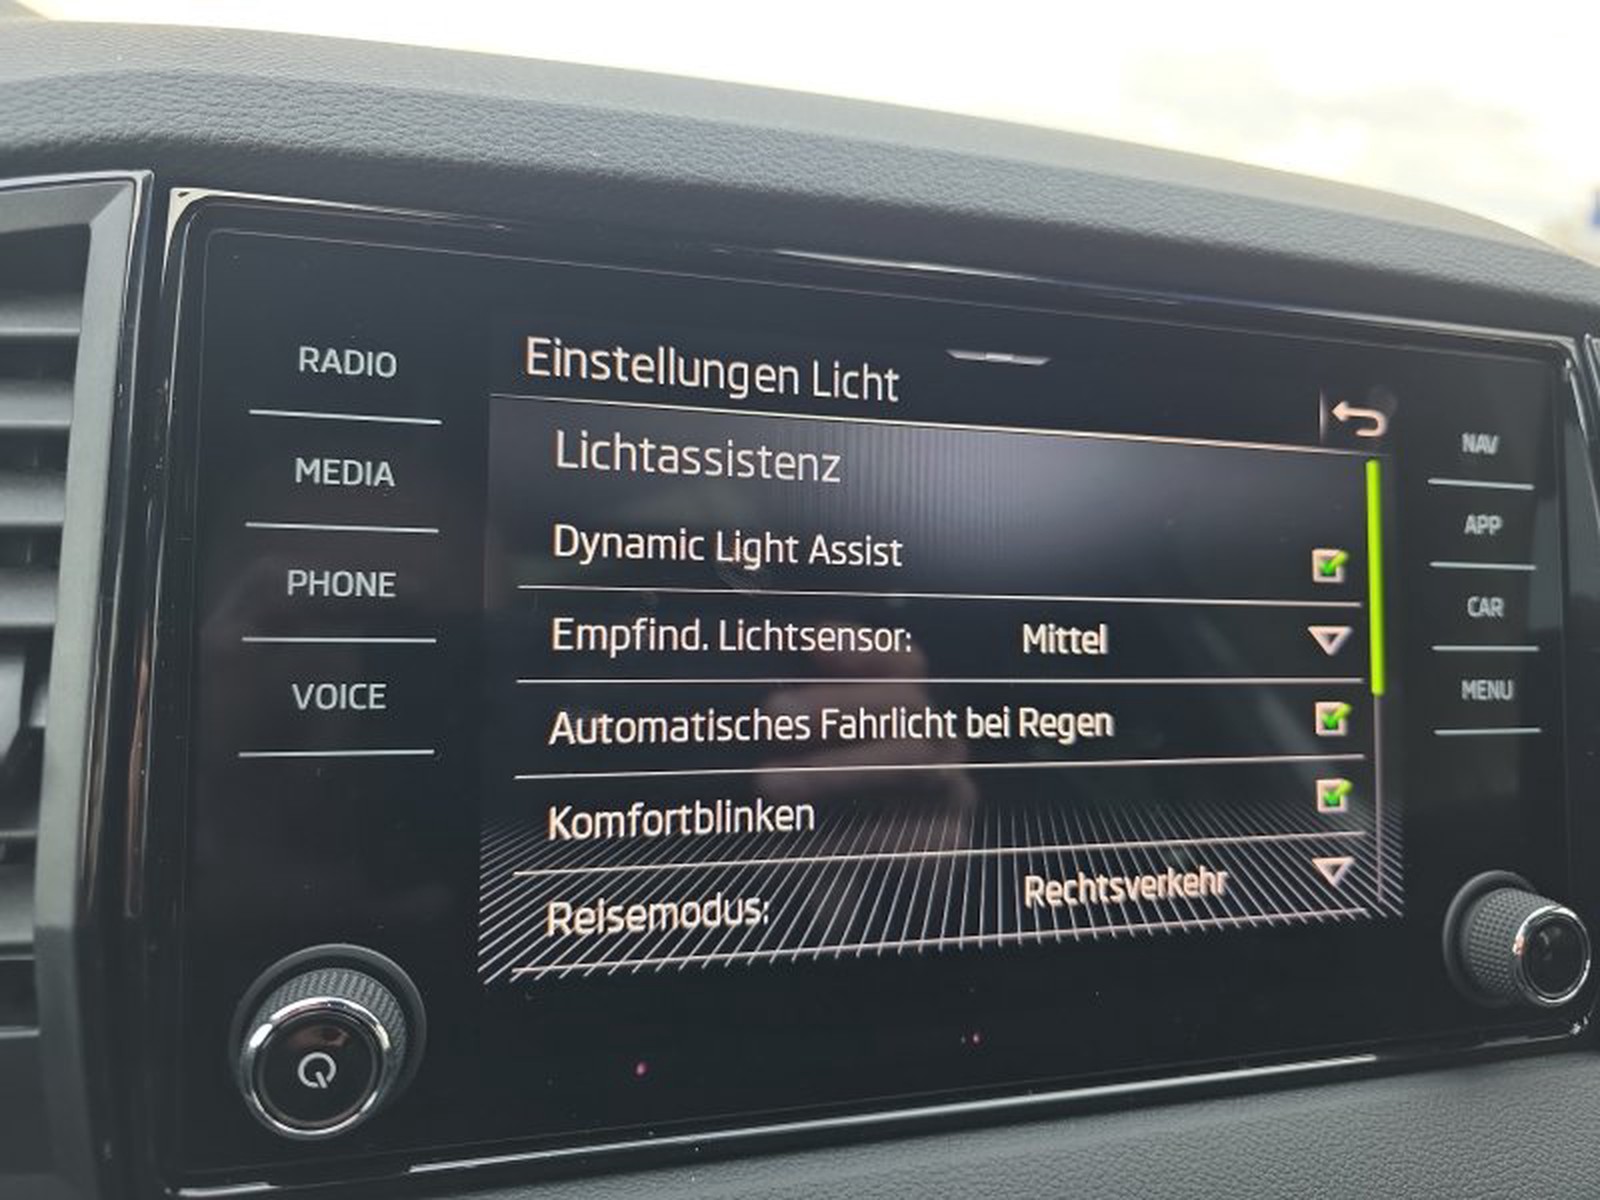 RADIO
MEDIA
PHONE
VOICE
Einstellungen Licht
Lichtassistenz
Dynamic Light Assist
Empfind. Lichtsensor: Mittel
Automatisches Fahrlicht bei Regen
Komfortblinken
Reisemodus: Rechtsverkehr
NAV
APP
CAR
MENU